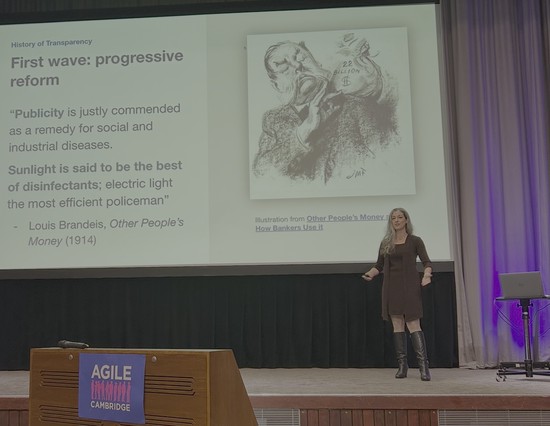 History of Transparency
First wave: progressive
reform
“Publicity is justly commended
as a remedy for social and
industrial diseases.
Sunlight is said to be the best
of disinfectants; electric light
the most efficient policeman”
- Louis Brandeis, Other People’s
Money (1914)
22
Illustration from Other People's Money
How Bankers Use It
AGILE
CAMBRIDGE